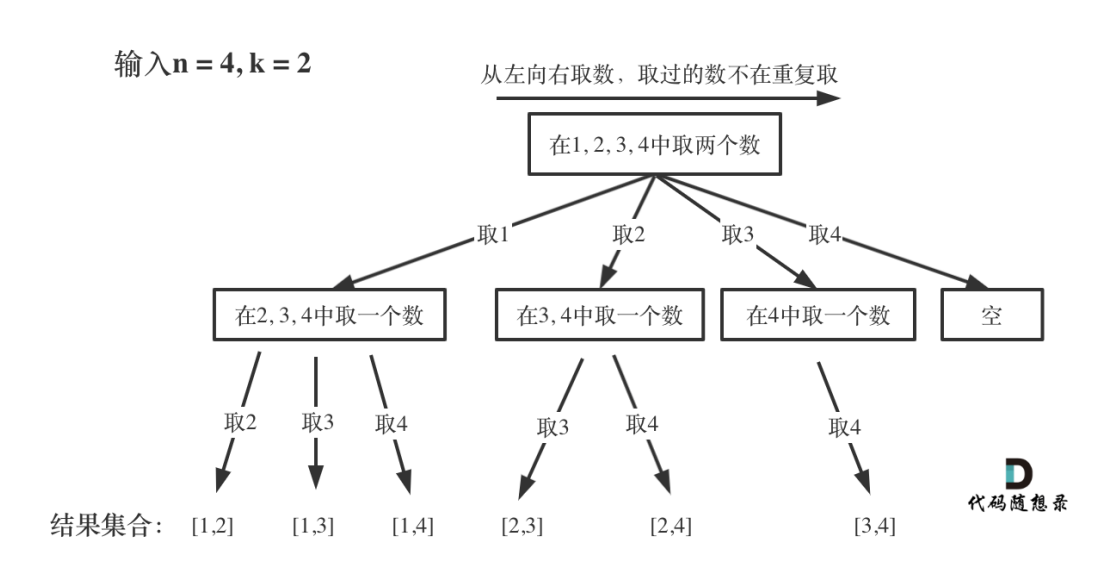 输入n = 4, k = 2
从左向右取数，取过的数不在重复取
在1, 2, 3, 4中取两个数
取1
取2
取3
取4
在2, 3, 4中取一个数
在3, 4中取一个数
在4中取一个数
空
取2
取3
取4
取3
取4
取4
结果集合： [1,2] [1,3] [1,4] [2,3] [2,4] [3,4]
代码随想录